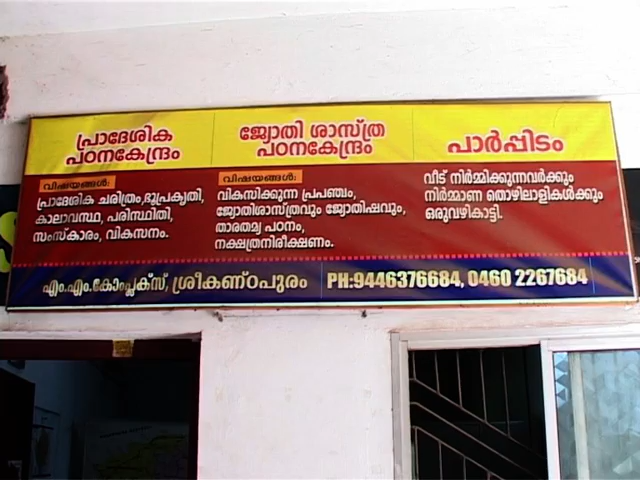 പ്രാദേശിക
പഠനകേന്ദ്രം
വിഷയങ്ങൾ:
പ്രാദേശിക ചരിത്രം,ഭൂപ്രകൃതി,
കാലാവസ്ഥ, പരിസ്ഥിതി,
സംസ്കാരം, വികസനം.
ജ്യോതി ശാസ്ത്ര
പഠനകേന്ദ്രം
വിഷയങ്ങൾ:
വികസിക്കുന്ന പ്രപഞ്ചം,
ജ്യോതിശാസ്ത്രവും ജ്യോതിഷവും,
താരതമ്യ പഠനം,
നക്ഷത്രനിരീക്ഷണം.
പാർപ്പിടം
വീട് നിർമ്മിക്കുന്നവർക്കും
നിർമ്മാണ തൊഴിലാളികൾക്കും
ഒരുവഴികാട്ടി.
എം.എം.കോംപ്ലക്സ്, ശ്രീകണ്ഠപുരം PH:9446376684, 0460 2267684